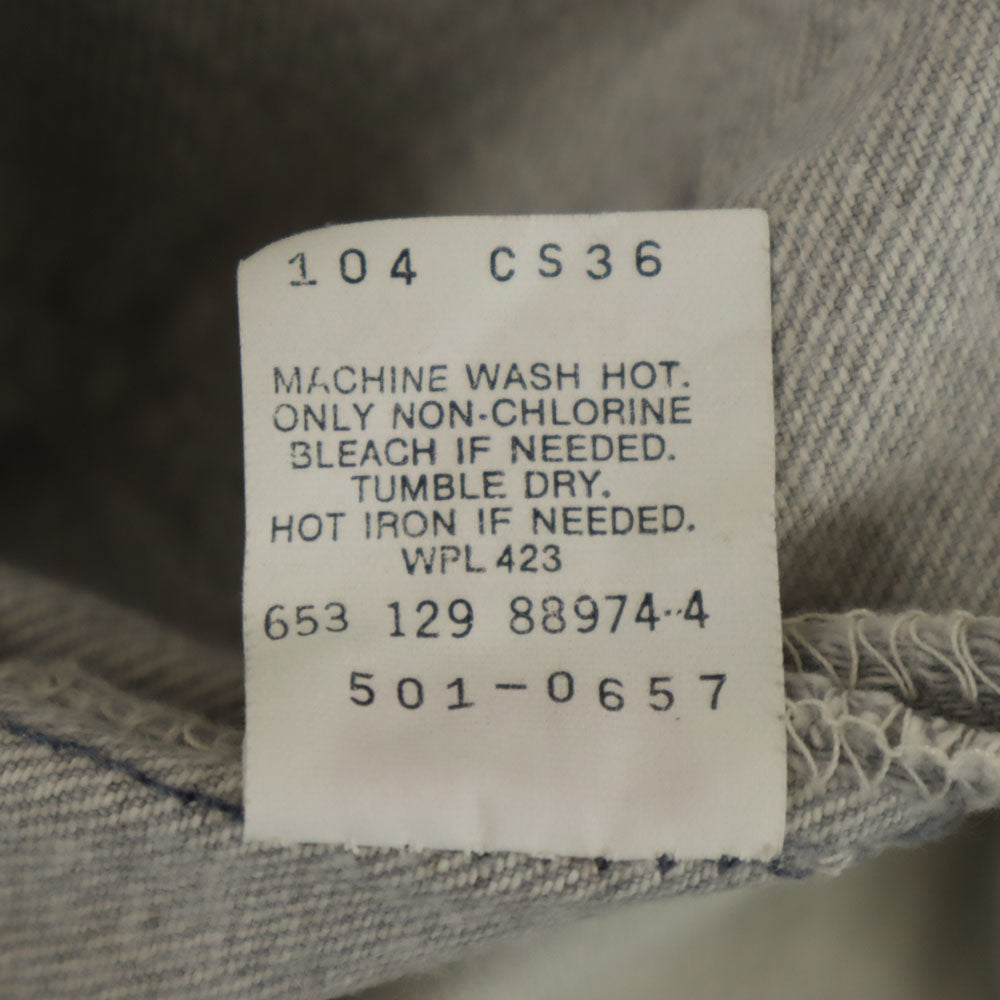 104 CS36
MACHINE WASH HOT.
ONLY NON-CHLORINE
BLEACH IF NEEDED.
TUMBLE DRY.
HOT IRON IF NEEDED.
WPL 423
653 129 88974-4
501-0657